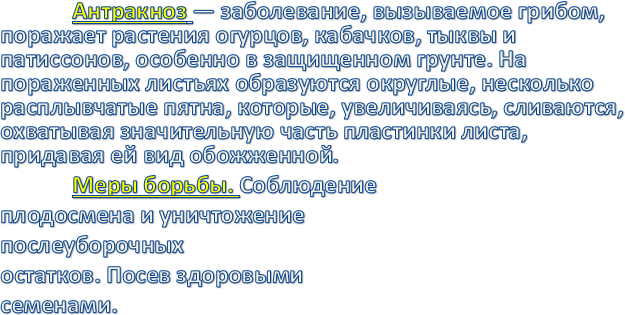 Антракноз — заболевание, вызываемое грибом,
поражает растения огурцов, кабачков, тыквы и
патиссонов, особенно в защищенном грунте. На
пораженных листьях образуются округлые, несколько
расплывчатые пятна, которые, увеличиваясь, сливаются,
охватывая значительную часть пластинки листа,
придавая ей вид обожженной.
Меры борьбы. Соблюдение
плодосмена и уничтожение
послеуборочных
остатков. Посев здоровыми
семенами.